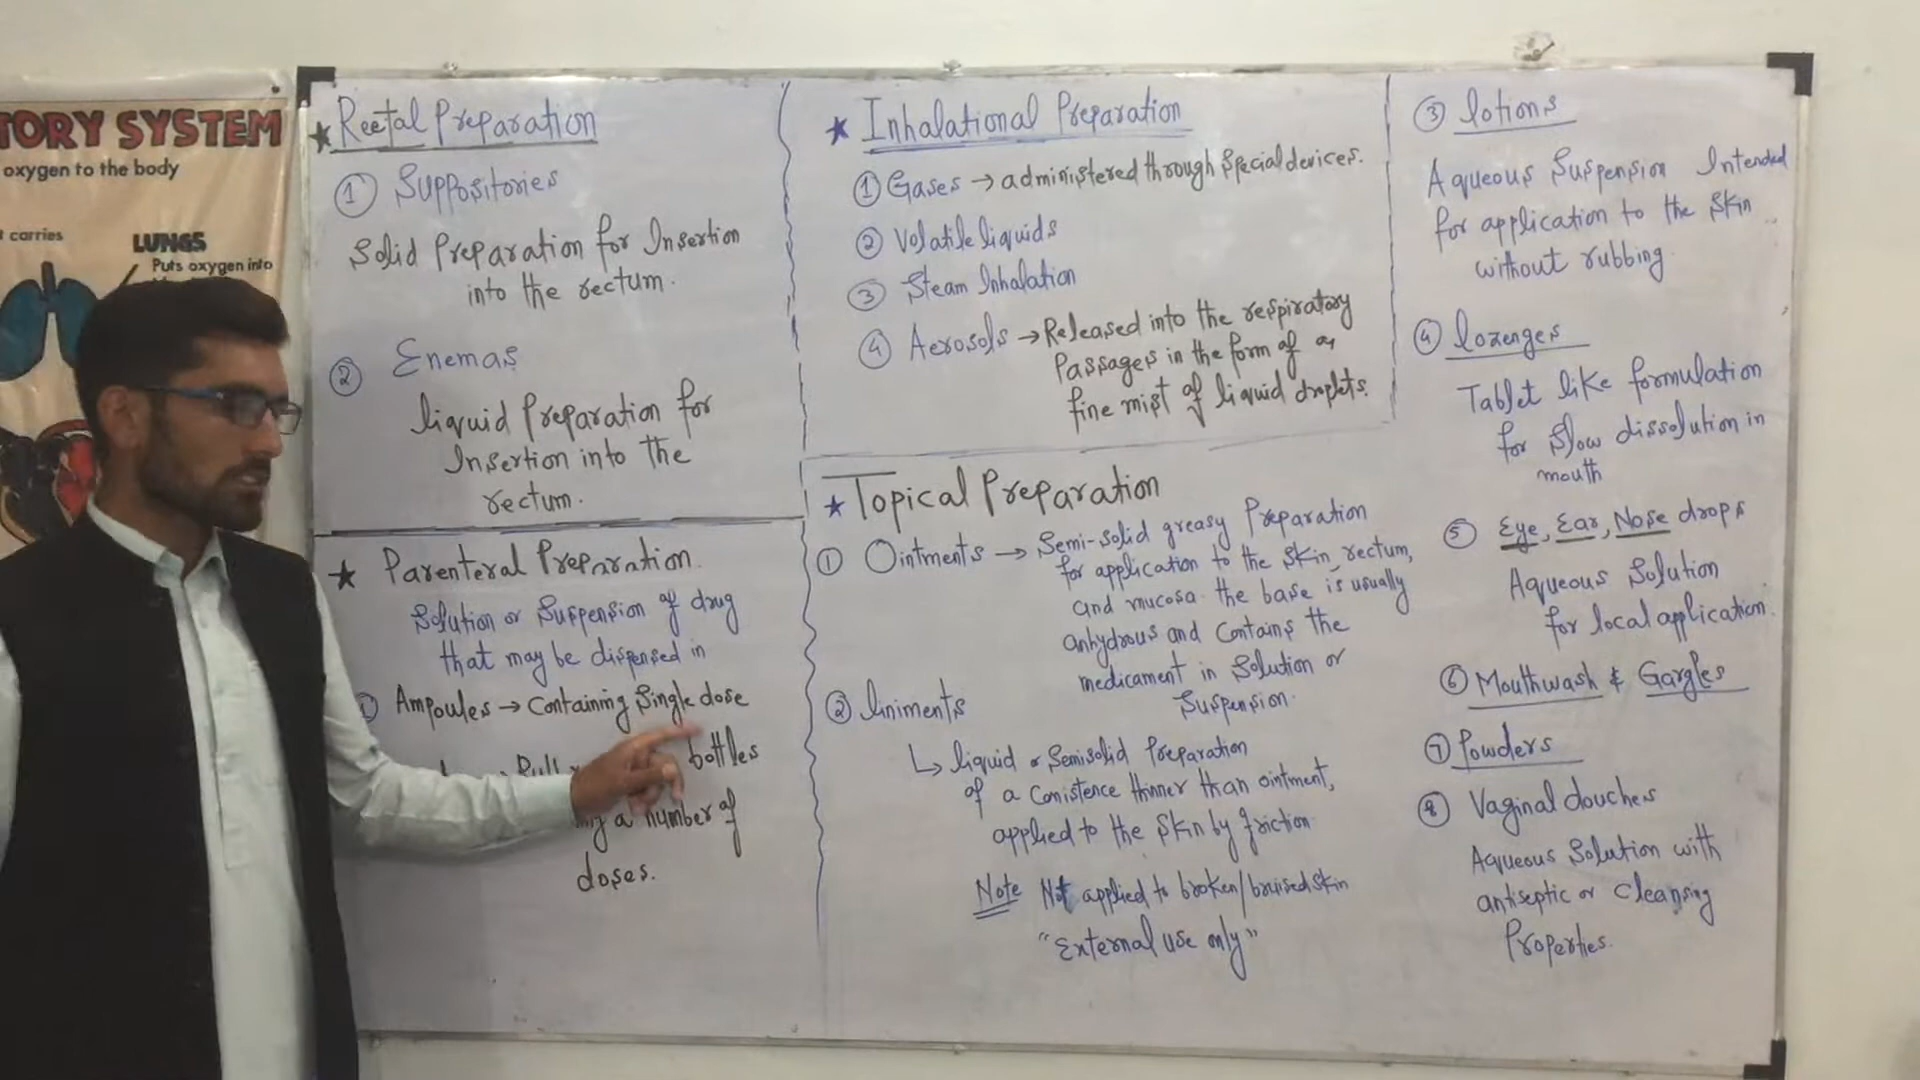 TORY SYSTEM
oxygen to the body
carries
LUNGS
Puts oxygen into
★ Rectal Preparation
① Suppositories
Solid Preparation for Insertion
into the rectum.
② Enemas
liquid Preparation for
Insertion into the
rectum.
★ Parenteral Preparation.
Solution or Suspension of drug
that may be dispensed in
① Ampoules → Containing Single dose
bottles
a number of
doses.
★ Inhalational Preparation
① Gases → administered through Special devices.
② Volatile liquids
③ Steam Inhalation
④ Aerosols → Released into the respiratory
Passages in the form of a
fine mist of liquid droplets.
★ Topical Preparation
① Ointments → Semi-solid greasy Preparation
for application to the Skin, rectum,
and mucosa. the base is usually
anhydrous and Contains the
medicament in Solution or
Suspension.
② liniments
↳ liquid or Semisolid Preparation
of a Conistence thinner than ointment,
applied to the Skin by friction.
Note Not applied to broken/bruised Skin
"External use only"
③ lotions
Aqueous Suspension Intended
for application to the Skin
without rubbing.
④ lozenges
Tablet like formulation
for Slow dissolution in
mouth
⑤ Eye, Ear, Nose drops
Aqueous Solution
for local application.
⑥ Mouthwash & Gargles
⑦ Powders
⑧ Vaginal douches
Aqueous Solution with
antiseptic or Cleansing
Properties.